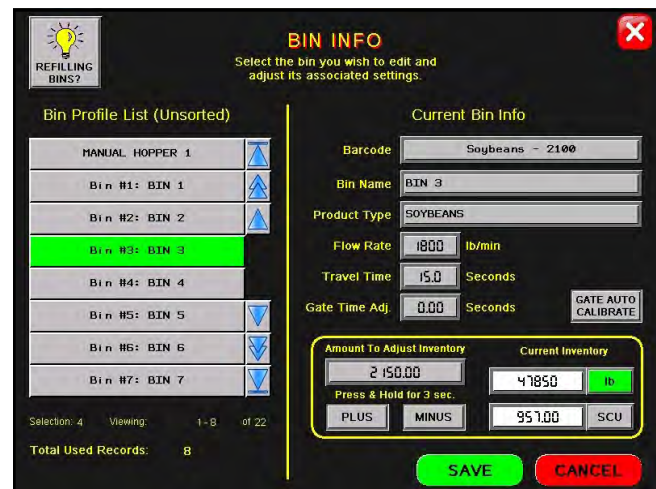 REFILLING
BINS?
BIN INFO
Select the bin you wish to edit and
adjust its associated settings.
Bin Profile List (Unsorted)
MANUAL HOPPER 1
Bin #1: BIN 1
Bin #2: BIN 2
Bin #3: BIN 3
Bin #4: BIN 4
Bin #5: BIN 5
Bin #6: BIN 6
Bin #7: BIN 7
Selection: 4 Viewing: 1 - 8 of 22
Total Used Records: 8
Current Bin Info
Barcode Soybeans - 2100
Bin Name BIN 3
Product Type SOYBEANS
Flow Rate 1800 lb/min
Travel Time 15.0 Seconds
Gate Time Adj. 0.00 Seconds
GATE AUTO
CALIBRATE
Amount To Adjust Inventory
2150.00
Press & Hold for 3 sec.
PLUS MINUS
Current Inventory
47850 lb
957.00 SCU
SAVE CANCEL